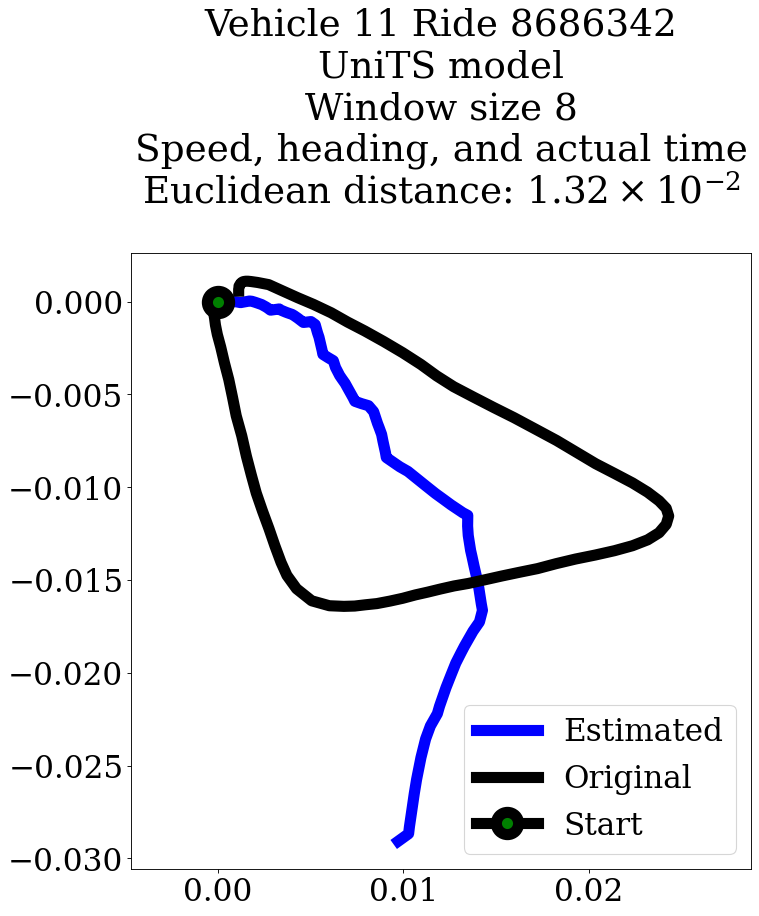 Vehicle 11 Ride 8686342
UniTS model
Window size 8
Speed, heading, and actual time
Euclidean distance: 1.32 × 10⁻²
0.000
−0.005
−0.010
−0.015
−0.020
−0.025
−0.030
0.00 0.01 0.02
Estimated
Original
Start